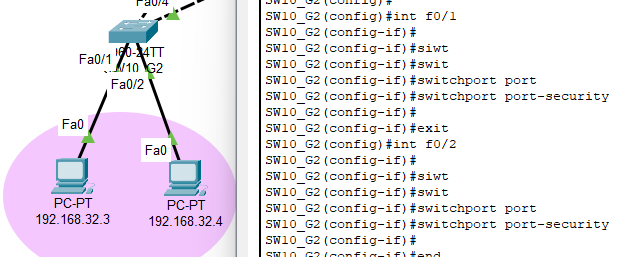 Fa0/4
60-24TT
Fa0/1
/10_G2
Fa0/2
Fa0
Fa0
PC-PT
192.168.32.3
PC-PT
192.168.32.4
SW10_G2(config)#
SW10_G2(config)#int f0/1
SW10_G2(config-if)#
SW10_G2(config-if)#siwt
SW10_G2(config-if)#swit
SW10_G2(config-if)#switchport port
SW10_G2(config-if)#switchport port-security
SW10_G2(config-if)#
SW10_G2(config-if)#exit
SW10_G2(config)#int f0/2
SW10_G2(config-if)#
SW10_G2(config-if)#siwt
SW10_G2(config-if)#swit
SW10_G2(config-if)#switchport port
SW10_G2(config-if)#switchport port-security
SW10_G2(config-if)#
SW10_G2(config-if)#end